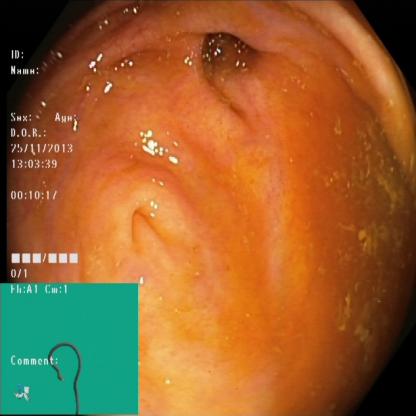 ID:
Name:
Sex: Age:
D.O.B.:
25/11/2013
13:03:39
00:10:17
■■■/■■■
0/1
Eh:A1 Cm:1
Comment: